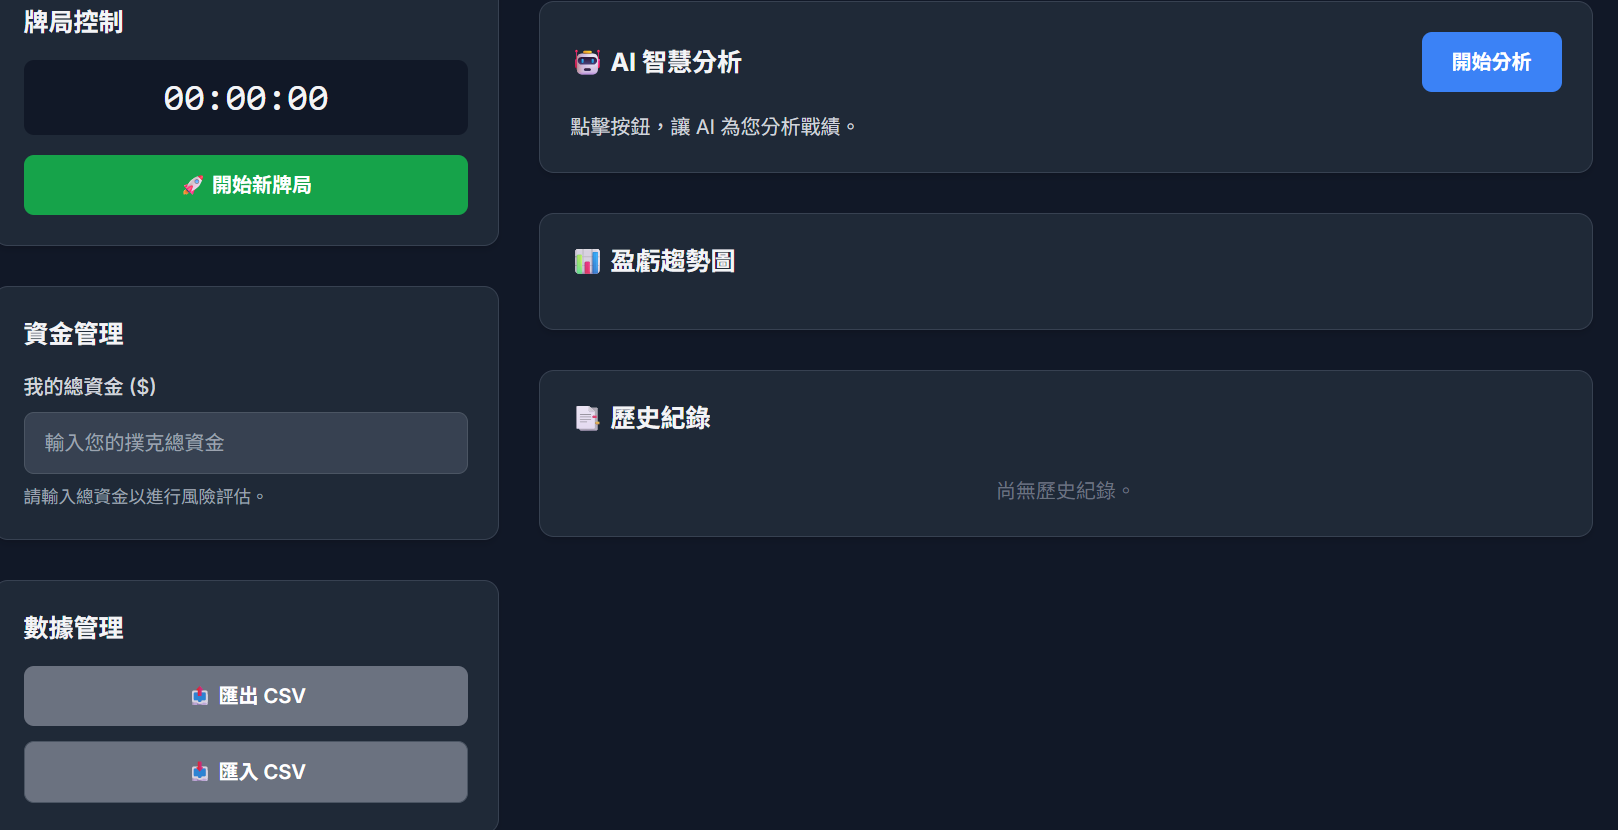 牌局控制
00:00:00
🚀 開始新牌局
資金管理
我的總資金 ($)
輸入您的撲克總資金
請輸入總資金以進行風險評估。
數據管理
📤 匯出 CSV
📥 匯入 CSV
🤖 AI 智慧分析
開始分析
點擊按鈕，讓 AI 為您分析戰績。
📊 盈虧趨勢圖
📑 歷史紀錄
尚無歷史紀錄。